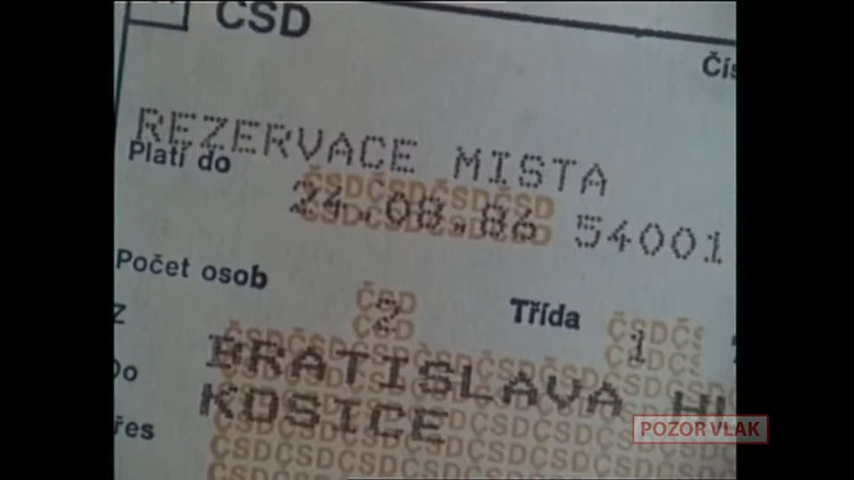 ČSD
Čís
REZERVACE MISTA
Platí do
24.08.86 54001
Počet osob
2
Třída
1
Z
BRATISLAVA
Do
KOSICE
řes
POZOR VLAK